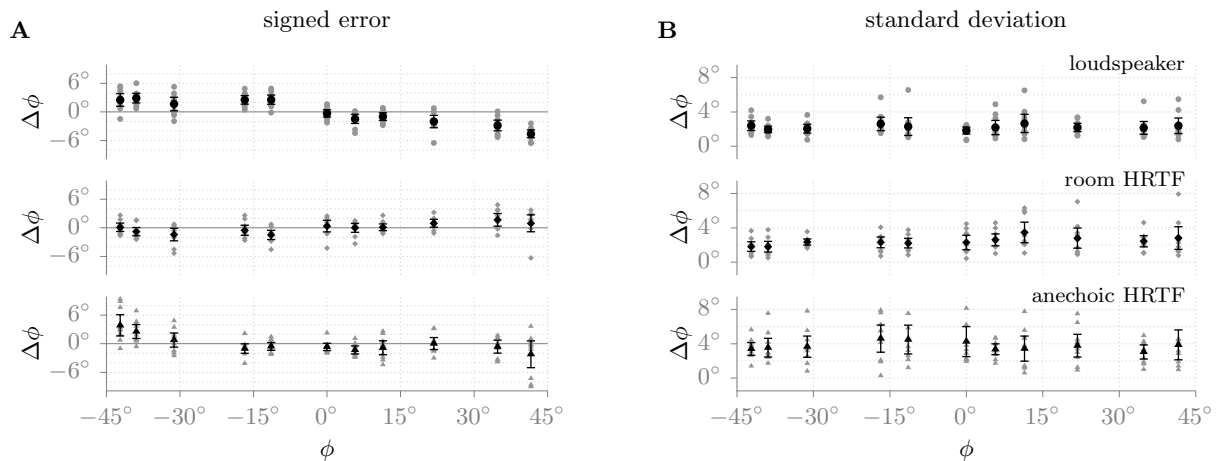 A
signed error
6°
0°
−6°
Δϕ
6°
0°
−6°
Δϕ
6°
0°
−6°
Δϕ
−45° −30° −15° 0° 15° 30° 45°
ϕ
B
standard deviation
loudspeaker
8°
4°
0°
Δϕ
room HRTF
8°
4°
0°
Δϕ
anechoic HRTF
8°
4°
0°
Δϕ
−45° −30° −15° 0° 15° 30° 45°
ϕ